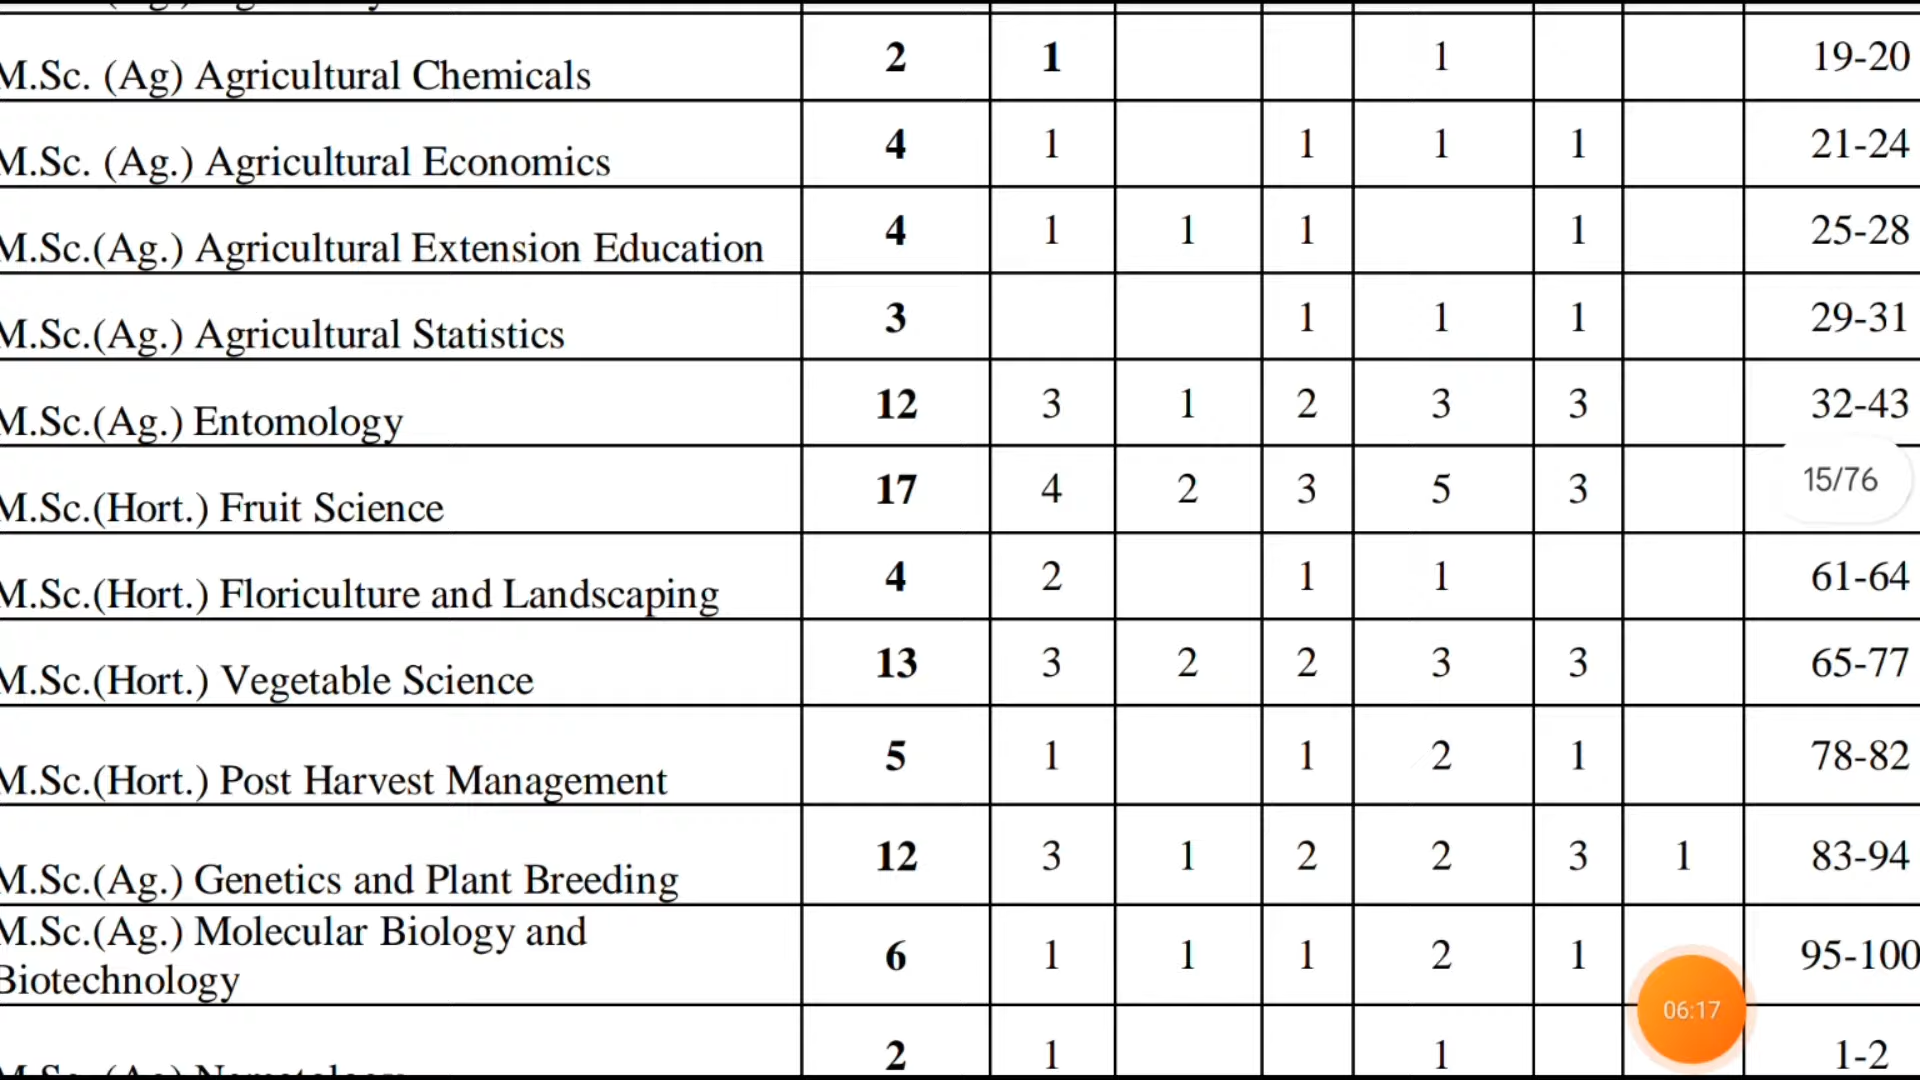 M.Sc. (Ag) Agricultural Chemicals 2 1 1 19-20
M.Sc. (Ag.) Agricultural Economics 4 1 1 1 1 21-24
M.Sc.(Ag.) Agricultural Extension Education 4 1 1 1 1 25-28
M.Sc.(Ag.) Agricultural Statistics 3 1 1 1 29-31
M.Sc.(Ag.) Entomology 12 3 1 2 3 3 32-43
M.Sc.(Hort.) Fruit Science 17 4 2 3 5 3 15/76
M.Sc.(Hort.) Floriculture and Landscaping 4 2 1 1 61-64
M.Sc.(Hort.) Vegetable Science 13 3 2 2 3 3 65-77
M.Sc.(Hort.) Post Harvest Management 5 1 1 2 1 78-82
M.Sc.(Ag.) Genetics and Plant Breeding 12 3 1 2 2 3 1 83-94
M.Sc.(Ag.) Molecular Biology and
Biotechnology 6 1 1 1 2 1 95-100
06:17
2 1 1 1-2